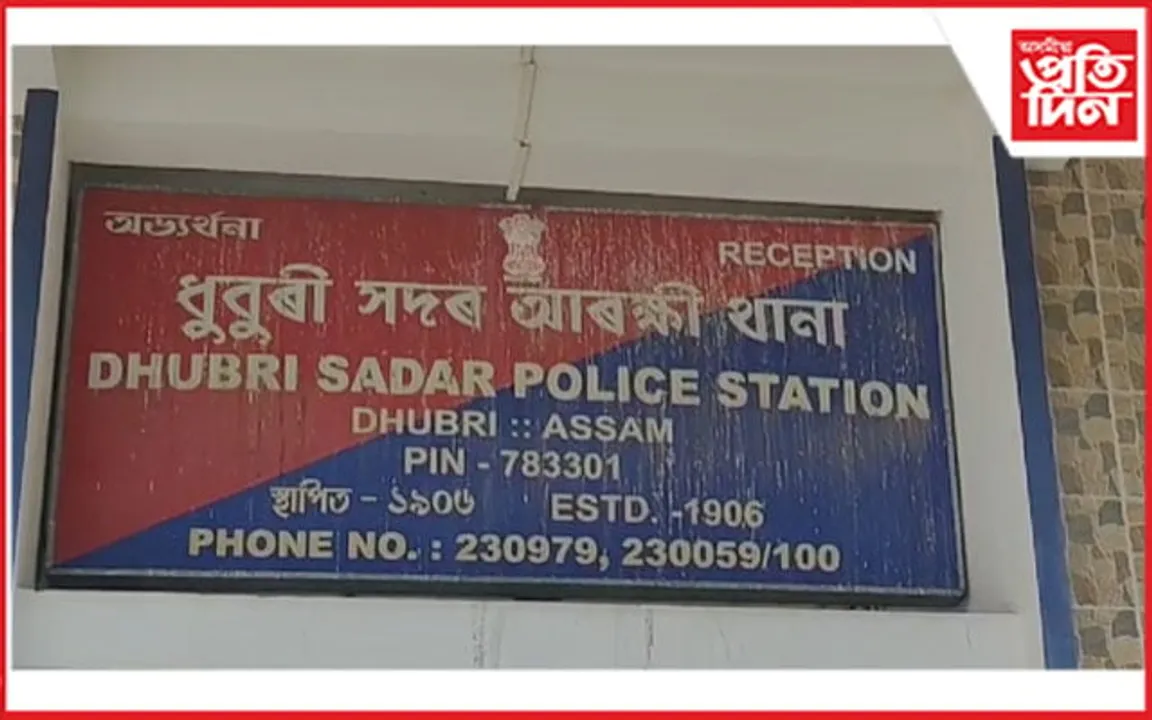 অসমীয়া
প্ৰতি
দিন
অভ্যৰ্থনা
RECEPTION
ধুবুৰী সদৰ আৰক্ষী থানা
DHUBRI SADAR POLICE STATION
DHUBRI :: ASSAM
PIN - 783301
স্থাপিত - ১৯০৬ ESTD. -1906
PHONE NO. : 230979, 230059/100